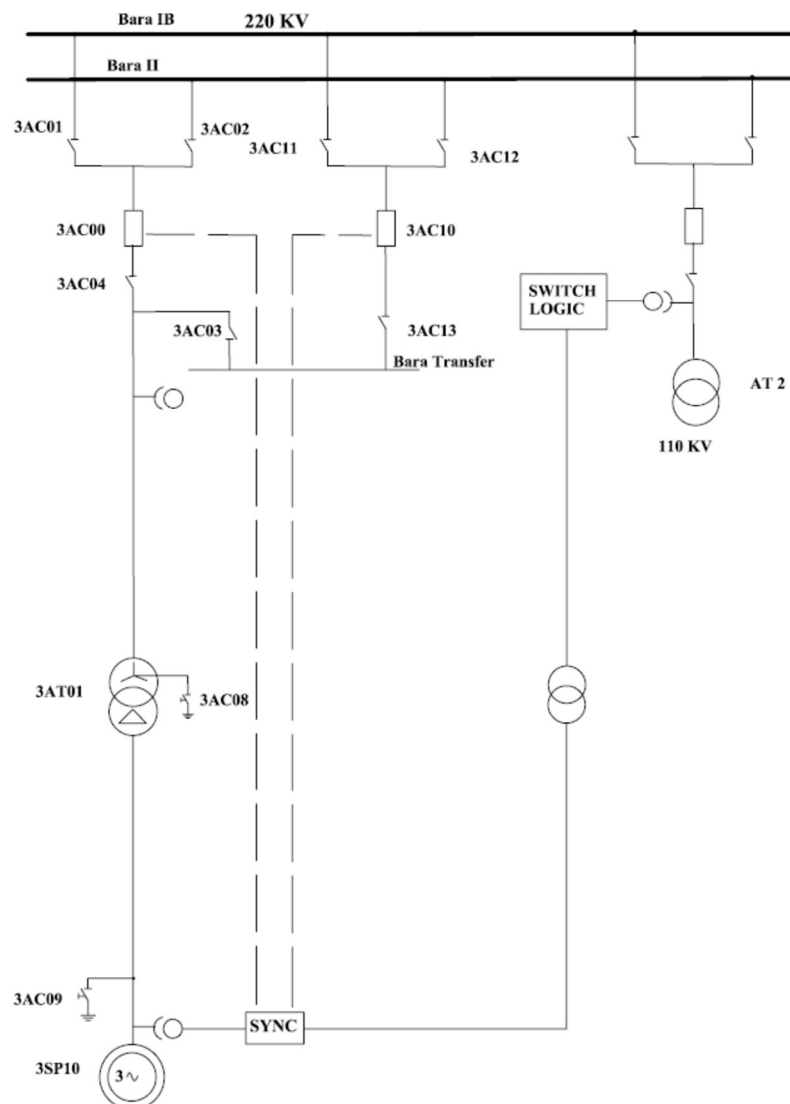 Bara IB
220 KV
Bara II
3AC01
3AC02
3AC11
3AC12
3AC00
3AC10
3AC04
SWITCH
LOGIC
3AC03
3AC13
Bara Transfer
AT 2
110 KV
3AT01
3AC08
3AC09
SYNC
3SP10
3∿